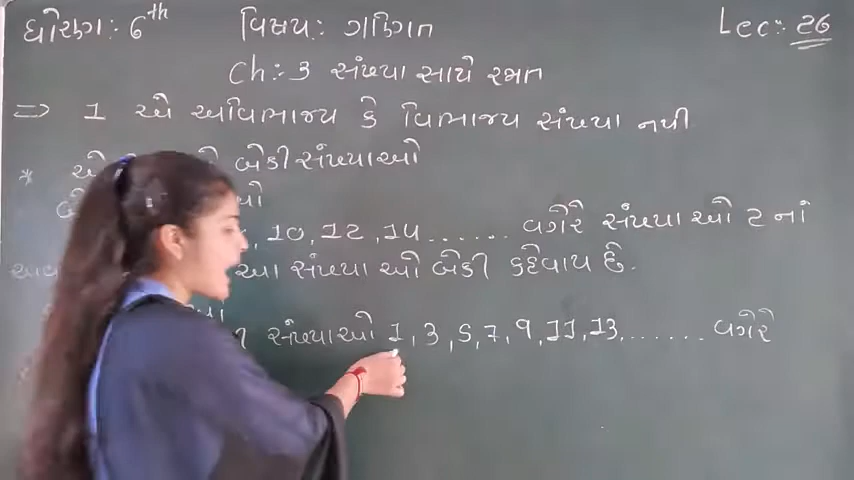 ધોરણ: 6th વિષય: ગણિત Lec: 26
Ch: 3 સંખ્યા સાથે રમત
⇒ 1 એ અવિભાજ્ય કે વિભાજ્ય સંખ્યા નથી
* બેકી સંખ્યાઓ
, 10, 12, 14...... વગેરે સંખ્યાઓ 2 નાં
આ સંખ્યાઓ બેકી કહેવાય છે.
સંખ્યાઓ 1, 3, 5, 7, 9, 11, 13, ....... વગેરે